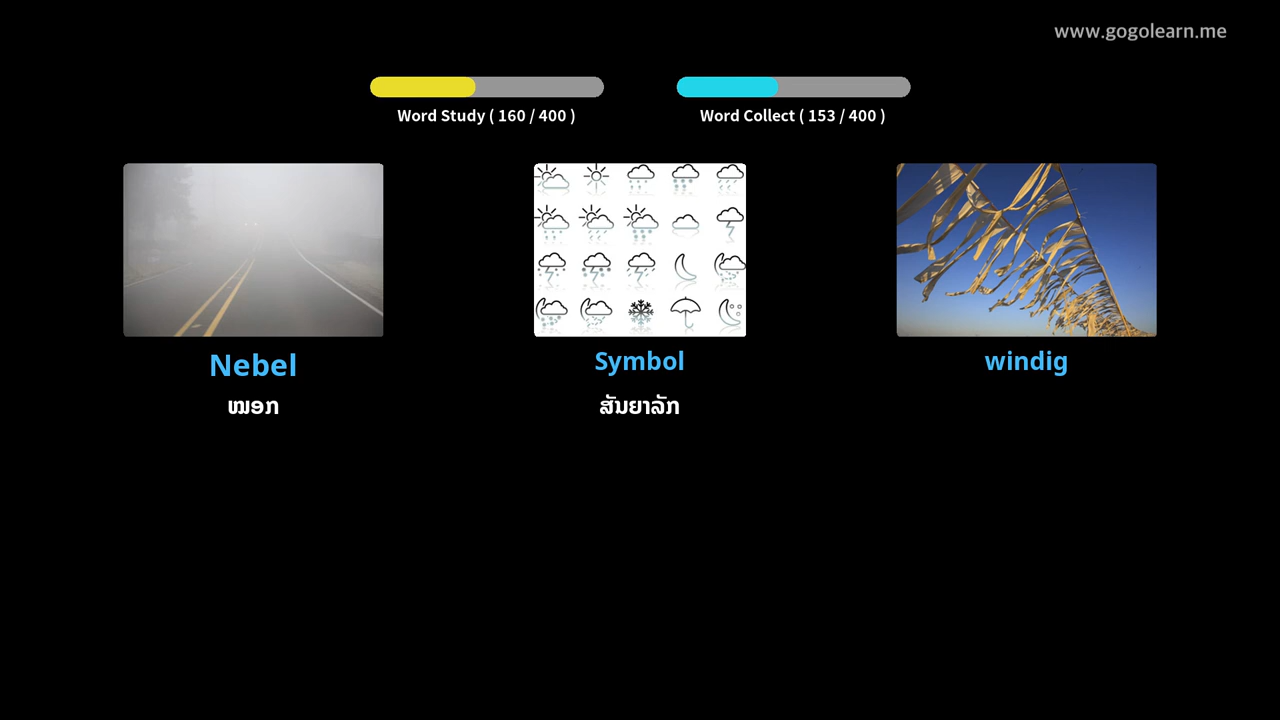 www.gogolearn.me
Word Study ( 160 / 400 )
Word Collect ( 153 / 400 )
Nebel
Symbol
windig
ໝອກ
ສັນຍາລັກ